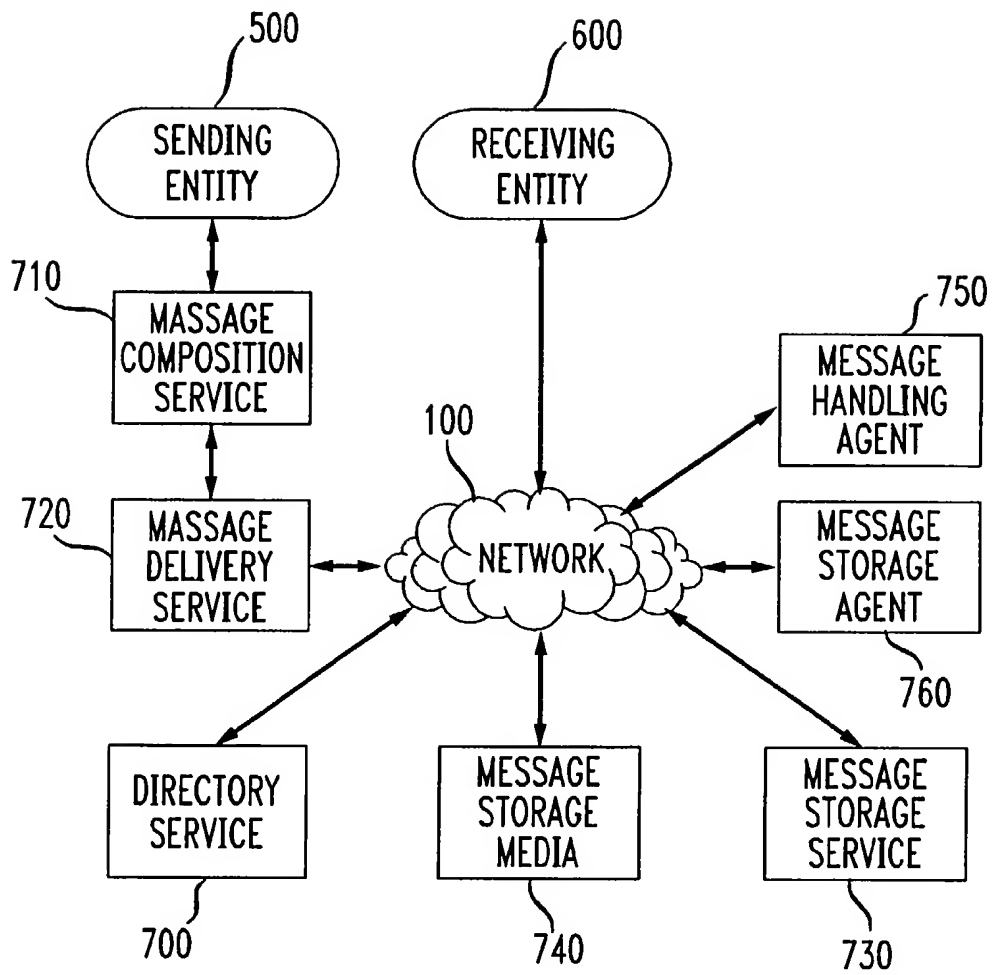 500
600
SENDING
ENTITY
RECEIVING
ENTITY
710
MASSAGE
COMPOSITION
SERVICE
750
MESSAGE
HANDLING
AGENT
100
NETWORK
720
MASSAGE
DELIVERY
SERVICE
MESSAGE
STORAGE
AGENT
760
DIRECTORY
SERVICE
700
MESSAGE
STORAGE
MEDIA
740
MESSAGE
STORAGE
SERVICE
730